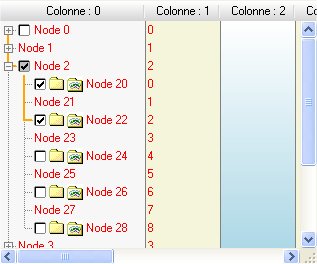 Colonne : 0 Colonne : 1 Colonne : 2
Node 0 0
Node 1 1
Node 2 2
Node 20 0
Node 21 1
Node 22 2
Node 23 3
Node 24 4
Node 25 5
Node 26 6
Node 27 7
Node 28 8
Node 3 3